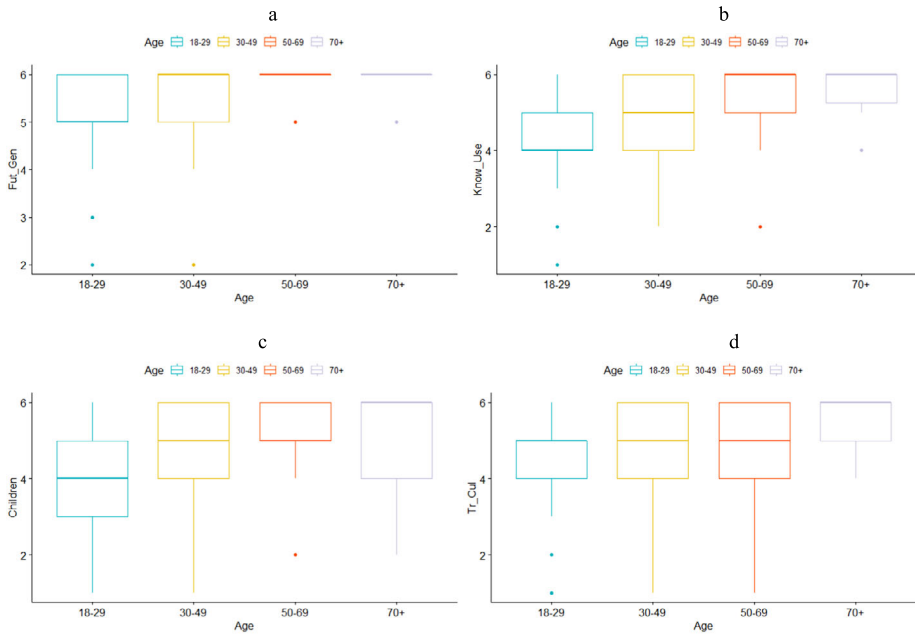 a
Age 18-29 30-49 50-69 70+
6
5
4
3
2
Fut_Gen
18-29 30-49 50-69 70+
Age
b
Age 18-29 30-49 50-69 70+
6
4
2
Know_Use
18-29 30-49 50-69 70+
Age
c
Age 18-29 30-49 50-69 70+
6
4
2
Children
18-29 30-49 50-69 70+
Age
d
Age 18-29 30-49 50-69 70+
6
4
2
Tr_Cul
18-29 30-49 50-69 70+
Age